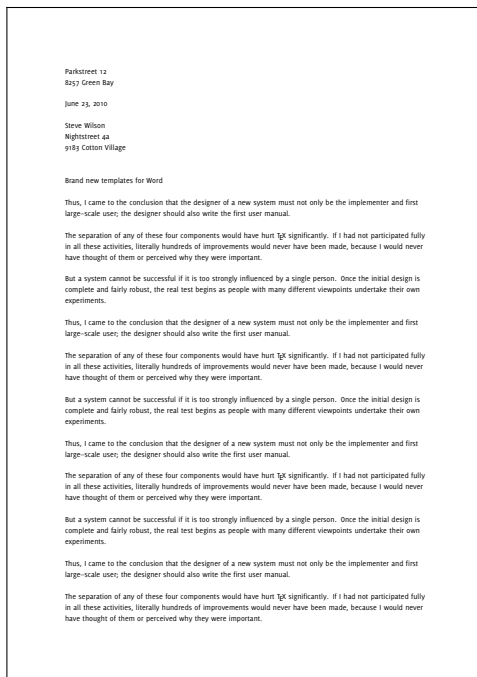 Parkstreet 12
8257 Green Bay
June 23, 2010
Steve Wilson
Nightstreet 4a
9183 Cotton Village
Brand new templates for Word
Thus, I came to the conclusion that the designer of a new system must not only be the implementer and first
large-scale user; the designer should also write the first user manual.
The separation of any of these four components would have hurt TEX significantly. If I had not participated fully
in all these activities, literally hundreds of improvements would never have been made, because I would never
have thought of them or perceived why they were important.
But a system cannot be successful if it is too strongly influenced by a single person. Once the initial design is
complete and fairly robust, the real test begins as people with many different viewpoints undertake their own
experiments.
Thus, I came to the conclusion that the designer of a new system must not only be the implementer and first
large-scale user; the designer should also write the first user manual.
The separation of any of these four components would have hurt TEX significantly. If I had not participated fully
in all these activities, literally hundreds of improvements would never have been made, because I would never
have thought of them or perceived why they were important.
But a system cannot be successful if it is too strongly influenced by a single person. Once the initial design is
complete and fairly robust, the real test begins as people with many different viewpoints undertake their own
experiments.
Thus, I came to the conclusion that the designer of a new system must not only be the implementer and first
large-scale user; the designer should also write the first user manual.
The separation of any of these four components would have hurt TEX significantly. If I had not participated fully
in all these activities, literally hundreds of improvements would never have been made, because I would never
have thought of them or perceived why they were important.
But a system cannot be successful if it is too strongly influenced by a single person. Once the initial design is
complete and fairly robust, the real test begins as people with many different viewpoints undertake their own
experiments.
Thus, I came to the conclusion that the designer of a new system must not only be the implementer and first
large-scale user; the designer should also write the first user manual.
The separation of any of these four components would have hurt TEX significantly. If I had not participated fully
in all these activities, literally hundreds of improvements would never have been made, because I would never
have thought of them or perceived why they were important.